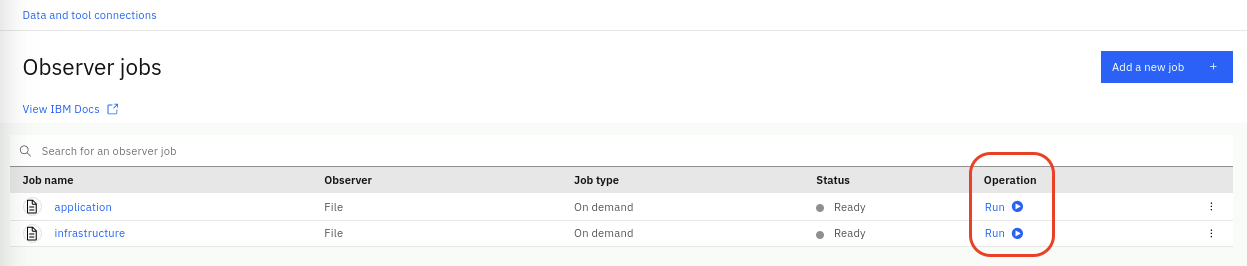 Data and tool connections
Observer jobs
Add a new job +
View IBM Docs
Search for an observer job
Job name Observer Job type Status Operation
application File On demand Ready Run
infrastructure File On demand Ready Run